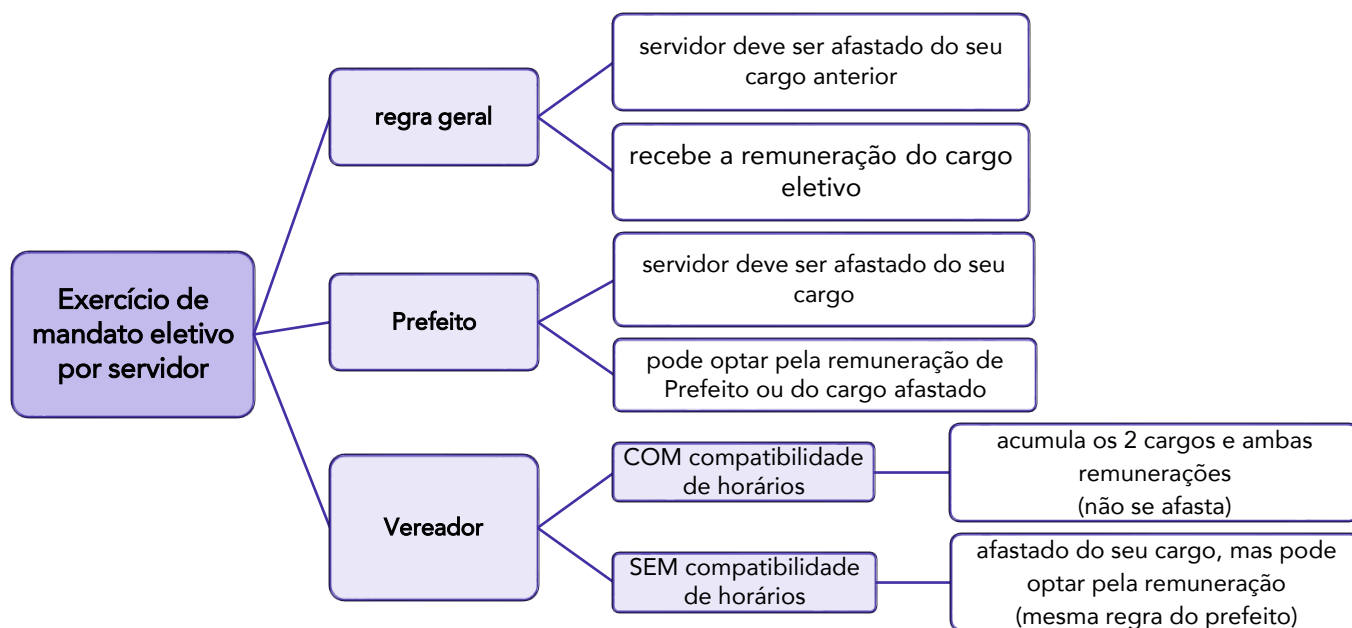 Exercício de
mandato eletivo
por servidor
regra geral
servidor deve ser afastado do seu
cargo anterior
recebe a remuneração do cargo
eletivo
Prefeito
servidor deve ser afastado do seu
cargo
pode optar pela remuneração de
Prefeito ou do cargo afastado
Vereador
COM compatibilidade
de horários
acumula os 2 cargos e ambas
remunerações
(não se afasta)
SEM compatibilidade
de horários
afastado do seu cargo, mas pode
optar pela remuneração
(mesma regra do prefeito)